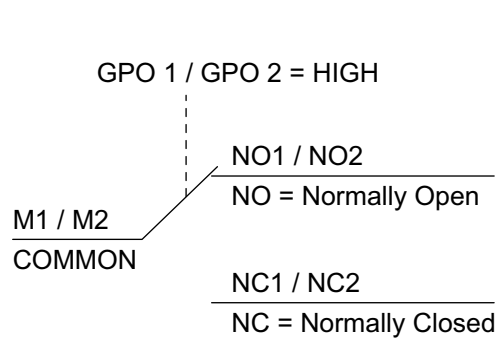 GPO 1 / GPO 2 = HIGH
NO1 / NO2
NO = Normally Open
M1 / M2
COMMON
NC1 / NC2
NC = Normally Closed